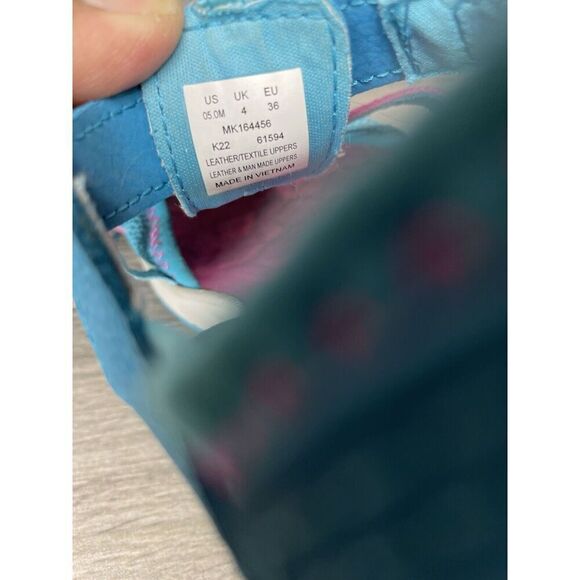 US UK EU
05.0M 4 36
MK164456
K22 61594
LEATHER/TEXTILE UPPERS
LEATHER & MAN MADE UPPERS
MADE IN VIETNAM